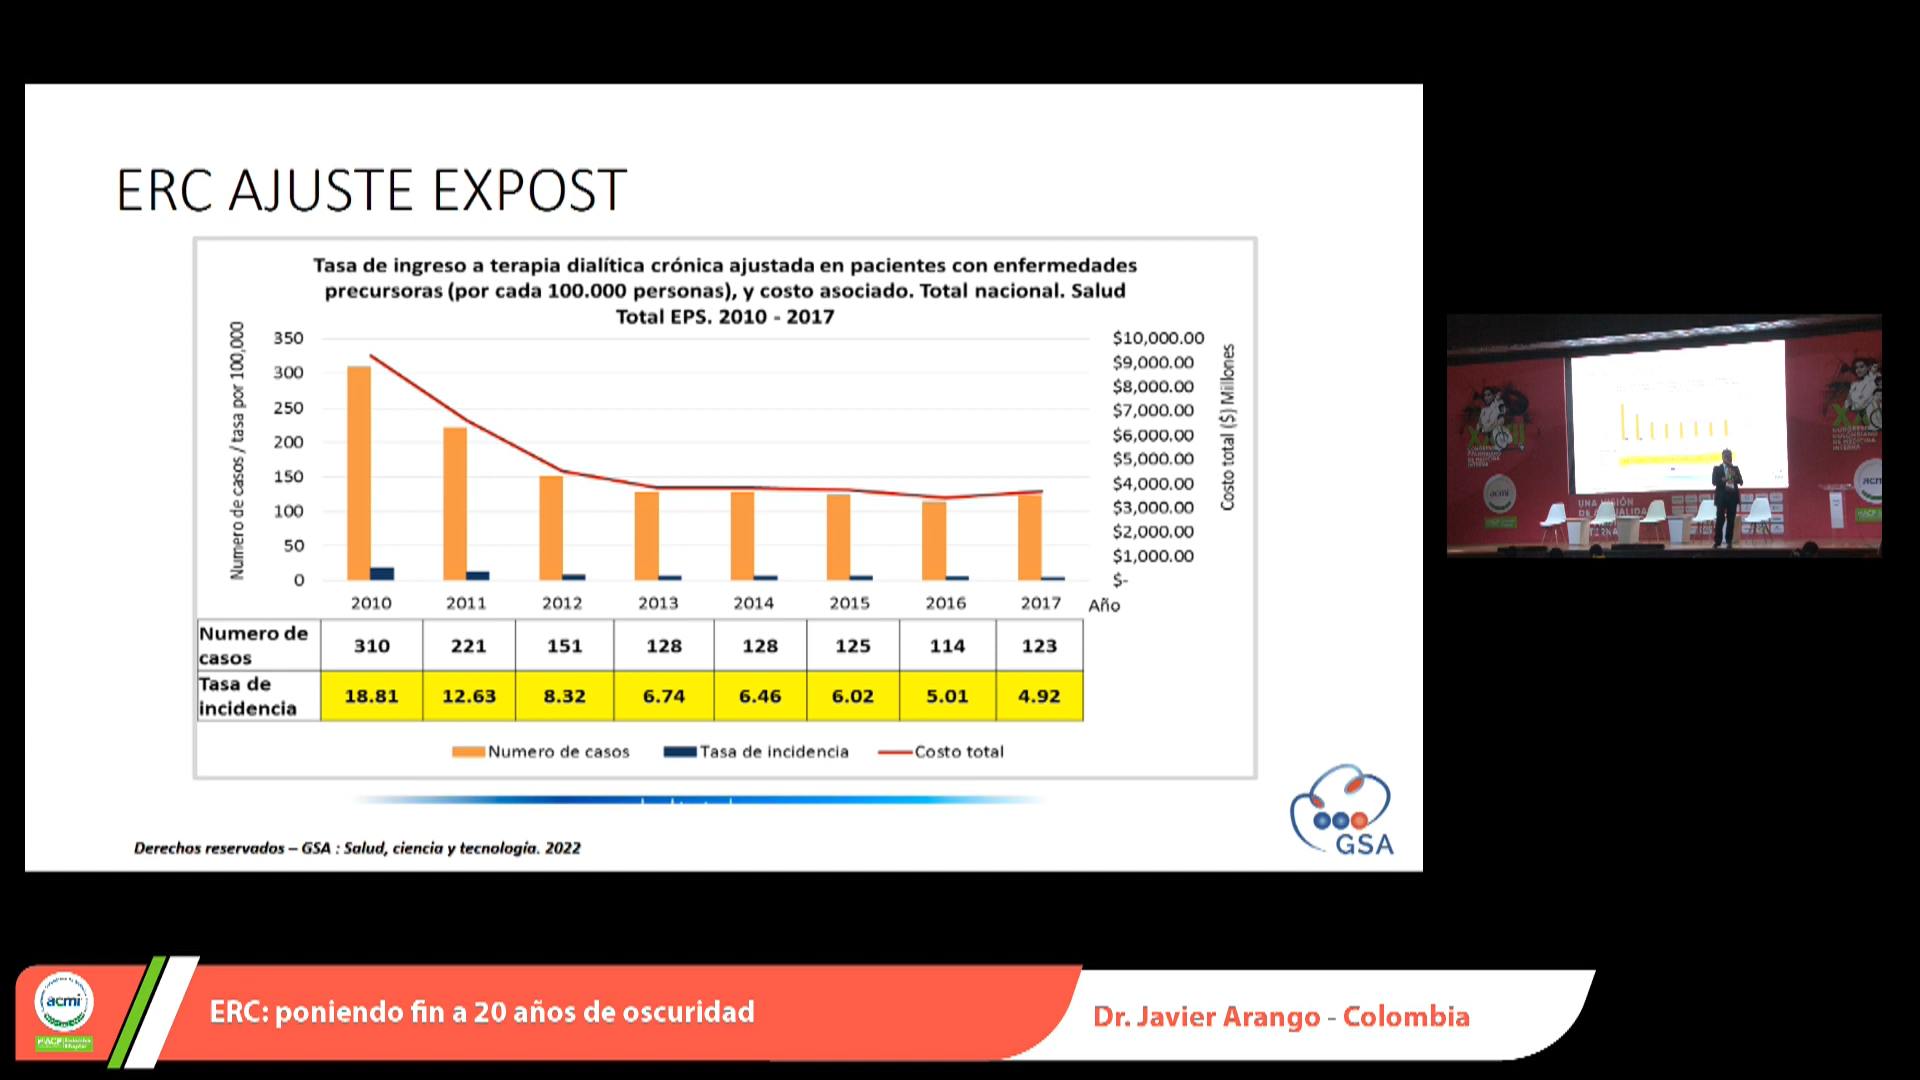 ERC AJUSTE EXPOST
Tasa de ingreso a terapia dialítica crónica ajustada en pacientes con enfermedades
precursoras (por cada 100.000 personas), y costo asociado. Total nacional. Salud
Total EPS. 2010 - 2017
Numero de casos / tasa por 100,000
350
300
250
200
150
100
50
0
$10,000.00
$9,000.00
$8,000.00
$7,000.00
$6,000.00
$5,000.00
$4,000.00
$3,000.00
$2,000.00
$1,000.00
$-
Costo total ($) Millones
2010 2011 2012 2013 2014 2015 2016 2017 Año
Numero de
casos
310 221 151 128 128 125 114 123
Tasa de
incidencia
18.81 12.63 8.32 6.74 6.46 6.02 5.01 4.92
Numero de casos Tasa de incidencia Costo total
Derechos reservados – GSA : Salud, ciencia y tecnología. 2022
GSA
acmi
ERC: poniendo fin a 20 años de oscuridad
Dr. Javier Arango - Colombia